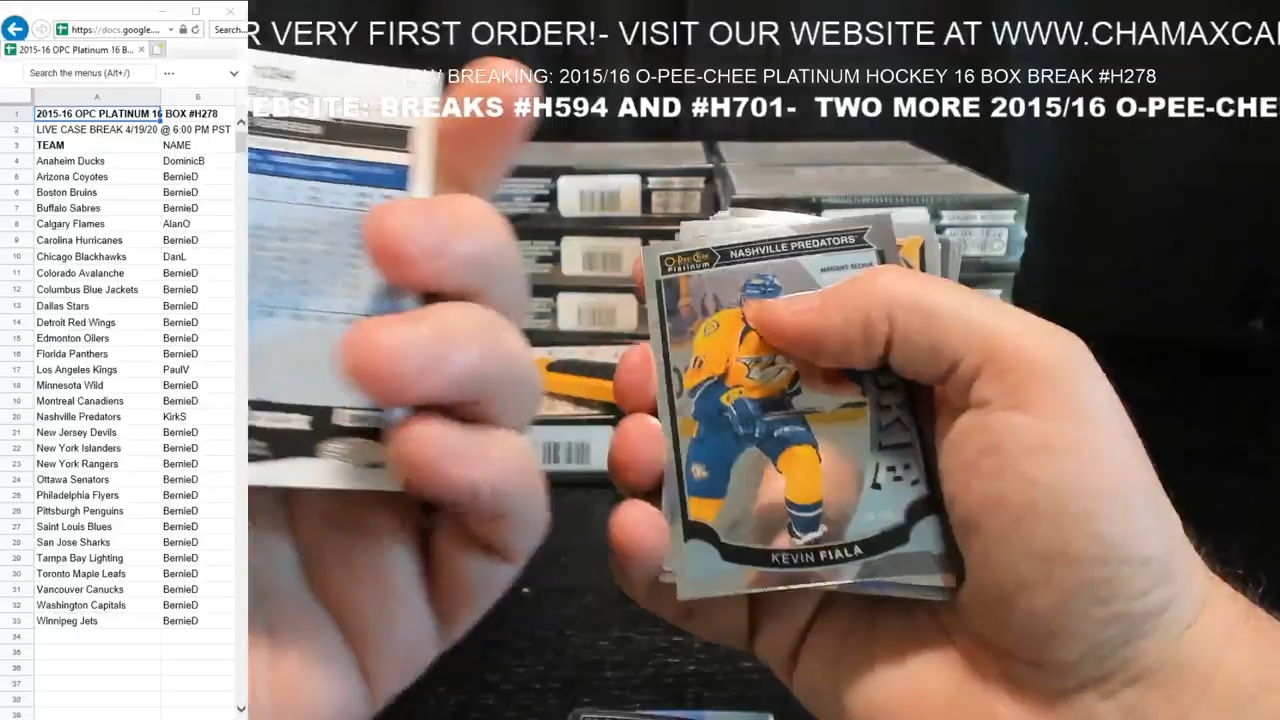 R VERY FIRST ORDER!- VISIT OUR WEBSITE AT WWW.CHAMAXCA
BREAKING: 2015/16 O-PEE-CHEE PLATINUM HOCKEY 16 BOX BREAK #H278
WEBSITE: BREAKS #H594 AND #H701- TWO MORE 2015/16 O-PEE-CHE
https://docs.google....
Search...
2015-16 OPC Platinum 16 B...
Search the menus (Alt+/)
A B
1 2015-16 OPC PLATINUM 16 BOX #H278
2 LIVE CASE BREAK 4/19/20 @ 6:00 PM PST
3 TEAM NAME
4 Anaheim Ducks DominicB
5 Arizona Coyotes BernieD
6 Boston Bruins BernieD
7 Buffalo Sabres BernieD
8 Calgary Flames AlanO
9 Carolina Hurricanes BernieD
10 Chicago Blackhawks DanL
11 Colorado Avalanche BernieD
12 Columbus Blue Jackets BernieD
13 Dallas Stars BernieD
14 Detroit Red Wings BernieD
15 Edmonton Oilers BernieD
16 Florida Panthers BernieD
17 Los Angeles Kings PaulV
18 Minnesota Wild BernieD
19 Montreal Canadiens BernieD
20 Nashville Predators KirkS
21 New Jersey Devils BernieD
22 New York Islanders BernieD
23 New York Rangers BernieD
24 Ottawa Senators BernieD
25 Philadelphia Flyers BernieD
26 Pittsburgh Penguins BernieD
27 Saint Louis Blues BernieD
28 San Jose Sharks BernieD
29 Tampa Bay Lighting BernieD
30 Toronto Maple Leafs BernieD
31 Vancouver Canucks BernieD
32 Washington Capitals BernieD
33 Winnipeg Jets BernieD
34
35
36
37
38
39
O-Pee-Chee Platinum
NASHVILLE PREDATORS
MARQUEE ROOKIE
KEVIN FIALA